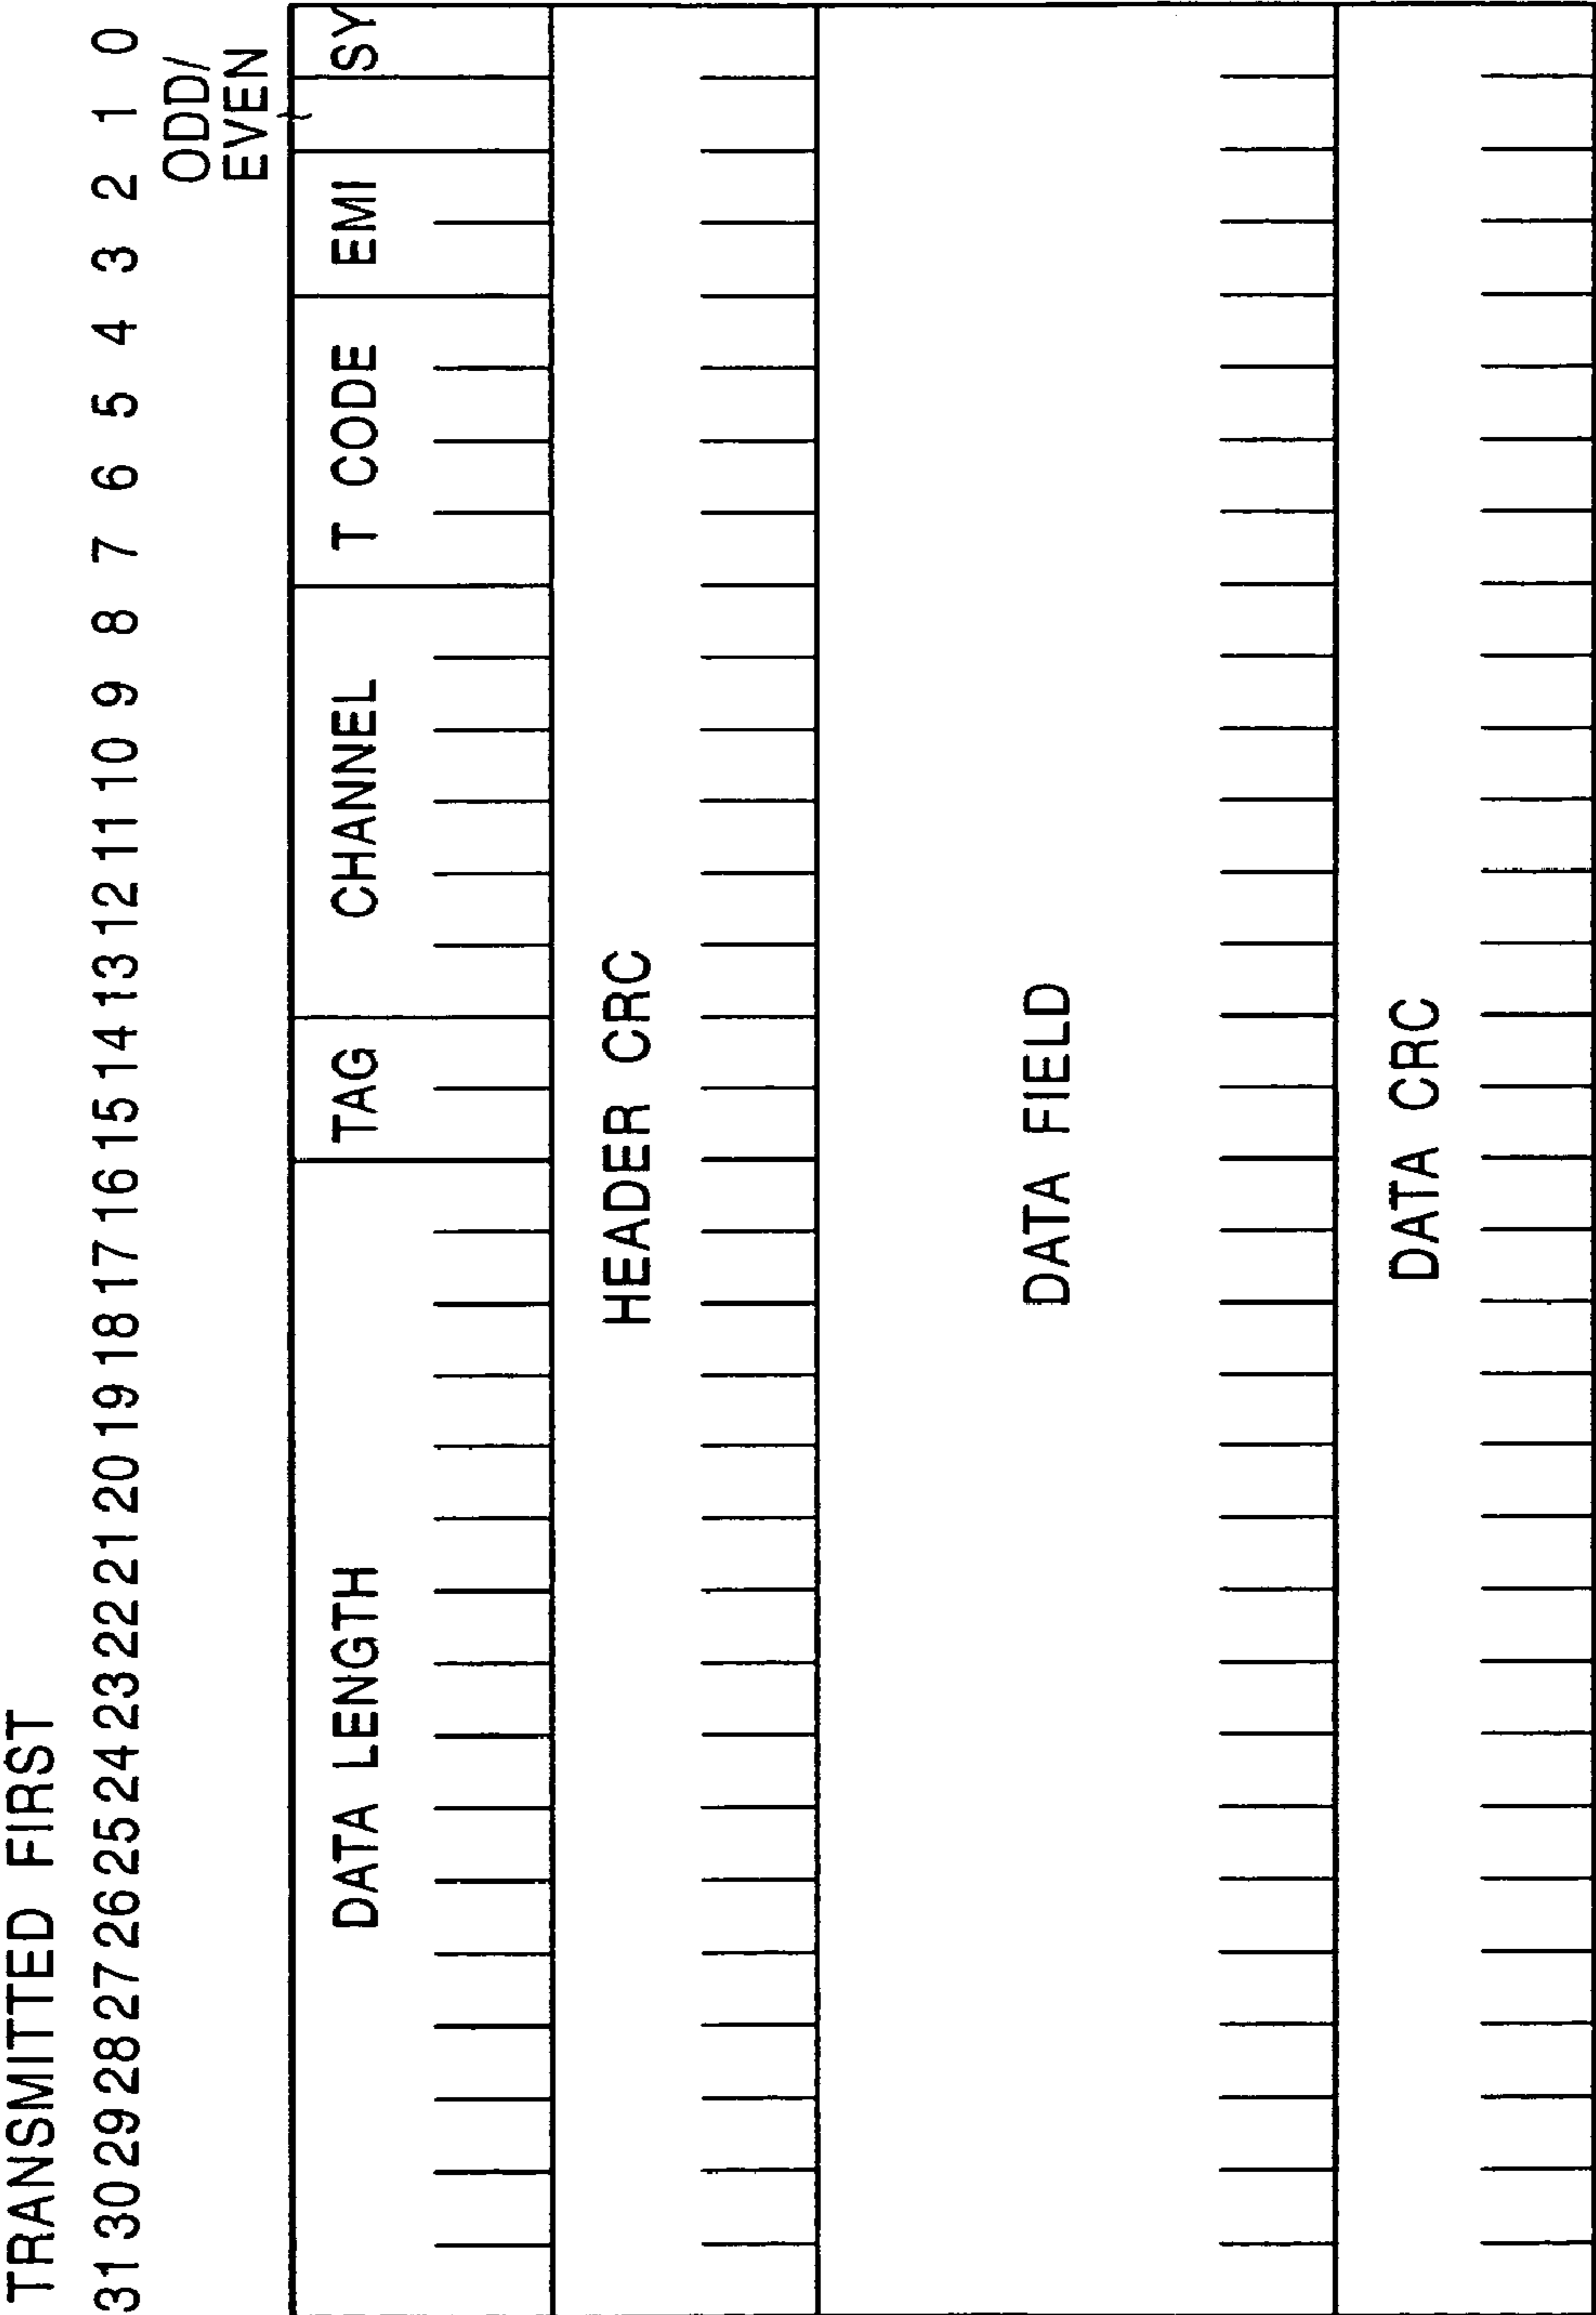 TRANSMITTED FIRST
31 30 29 28 27 26 25 24 23 22 21 20 19 18 17 16 15 14 13 12 11 10 9 8 7 6 5 4 3 2 1 0
ODD/
EVEN
DATA LENGTH TAG CHANNEL T CODE EMI SY
HEADER CRC
DATA FIELD
DATA CRC